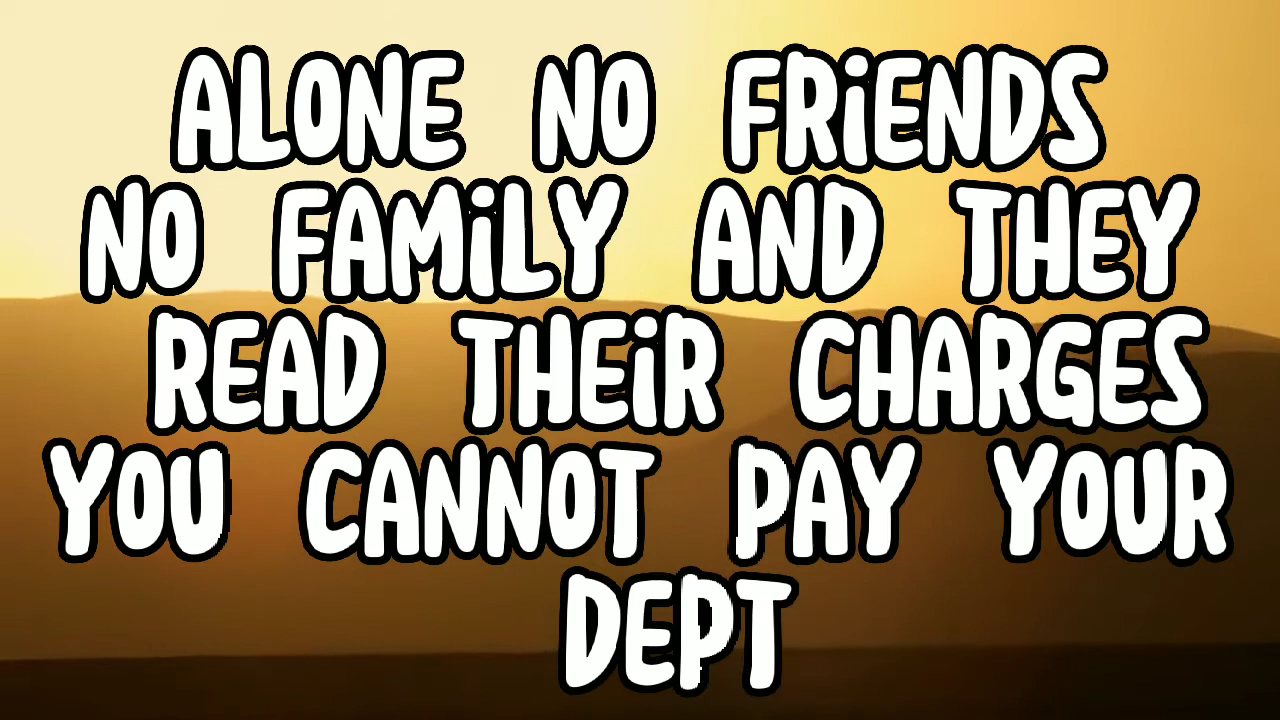 ALONE NO FRIENDS
NO FAMILY AND THEY
READ THEIR CHARGES
YOU CANNOT PAY YOUR
DEPT